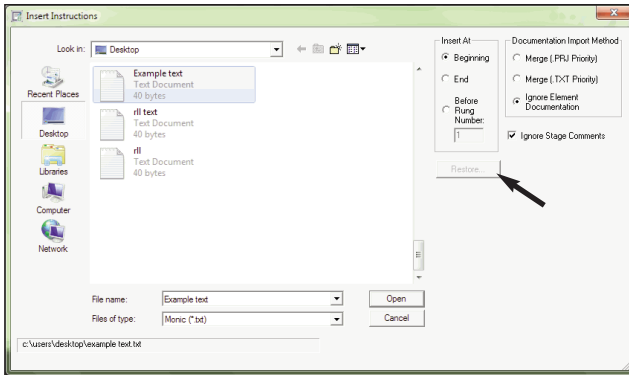 Insert Instructions
Look in:
Desktop
Recent Places
Desktop
Libraries
Computer
Network
Example text
Text Document
40 bytes
rll text
Text Document
40 bytes
rll
Text Document
40 bytes
File name:
Example text
Open
Files of type:
Monic (*.txt)
Cancel
c:\users\desktop\example text.txt
Insert At
Beginning
End
Before
Rung
Number:
1
Documentation Import Method
Merge (.PRJ Priority)
Merge (.TXT Priority)
Ignore Element
Documentation
Ignore Stage Comments
Restore...